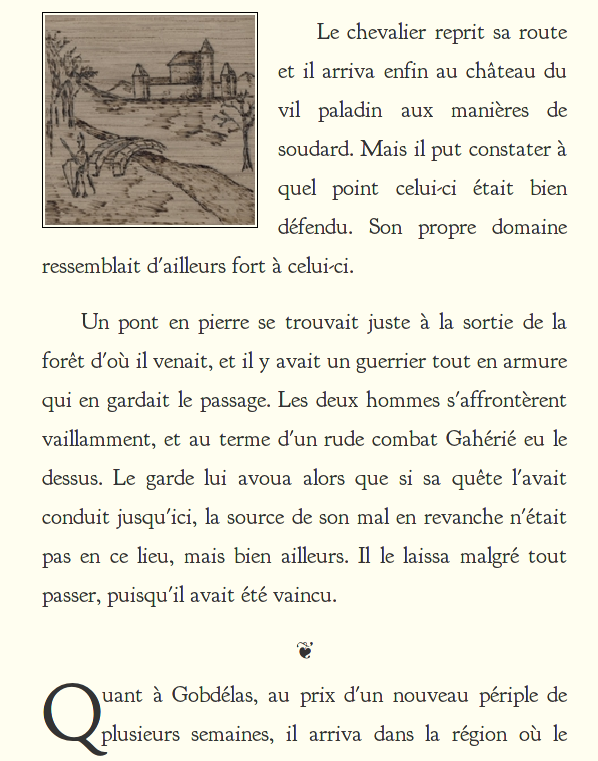 Le chevalier reprit sa route
et il arriva enfin au château du
vil paladin aux manières de
soudard. Mais il put constater à
quel point celui-ci était bien
défendu. Son propre domaine
ressemblait d'ailleurs fort à celui-ci.
Un pont en pierre se trouvait juste à la sortie de la
forêt d'où il venait, et il y avait un guerrier tout en armure
qui en gardait le passage. Les deux hommes s'affrontèrent
vaillamment, et au terme d'un rude combat Gahérié eu le
dessus. Le garde lui avoua alors que si sa quête l'avait
conduit jusqu'ici, la source de son mal en revanche n'était
pas en ce lieu, mais bien ailleurs. Il le laissa malgré tout
passer, puisqu'il avait été vaincu.
❦
Quant à Gobdélas, au prix d'un nouveau périple de
plusieurs semaines, il arriva dans la région où le